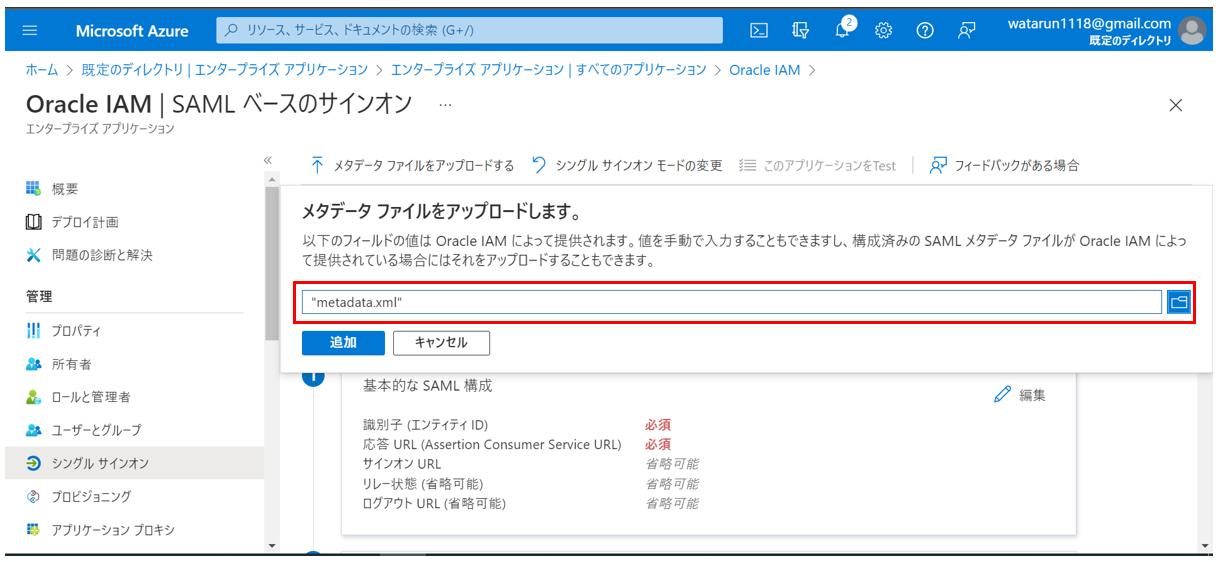 Microsoft Azure
リソース、サービス、ドキュメントの検索 (G+/)
2
watarun1118@gmail.com
既定のディレクトリ
ホーム > 既定のディレクトリ | エンタープライズ アプリケーション > エンタープライズ アプリケーション | すべてのアプリケーション > Oracle IAM >
Oracle IAM | SAML ベースのサインオン ...
エンタープライズ アプリケーション
メタデータ ファイルをアップロードする
シングル サインオン モードの変更
このアプリケーションをTest
フィードバックがある場合
概要
デプロイ計画
問題の診断と解決
管理
プロパティ
所有者
ロールと管理者
ユーザーとグループ
シングル サインオン
プロビジョニング
アプリケーション プロキシ
メタデータ ファイルをアップロードします。
以下のフィールドの値は Oracle IAM によって提供されます。値を手動で入力することもできますし、構成済みの SAML メタデータ ファイルが Oracle IAM によっ
て提供されている場合にはそれをアップロードすることもできます。
"metadata.xml"
追加
キャンセル
1
基本的な SAML 構成
編集
識別子 (エンティティ ID) 必須
応答 URL (Assertion Consumer Service URL) 必須
サインオン URL 省略可能
リレー状態 (省略可能) 省略可能
ログアウト URL (省略可能) 省略可能